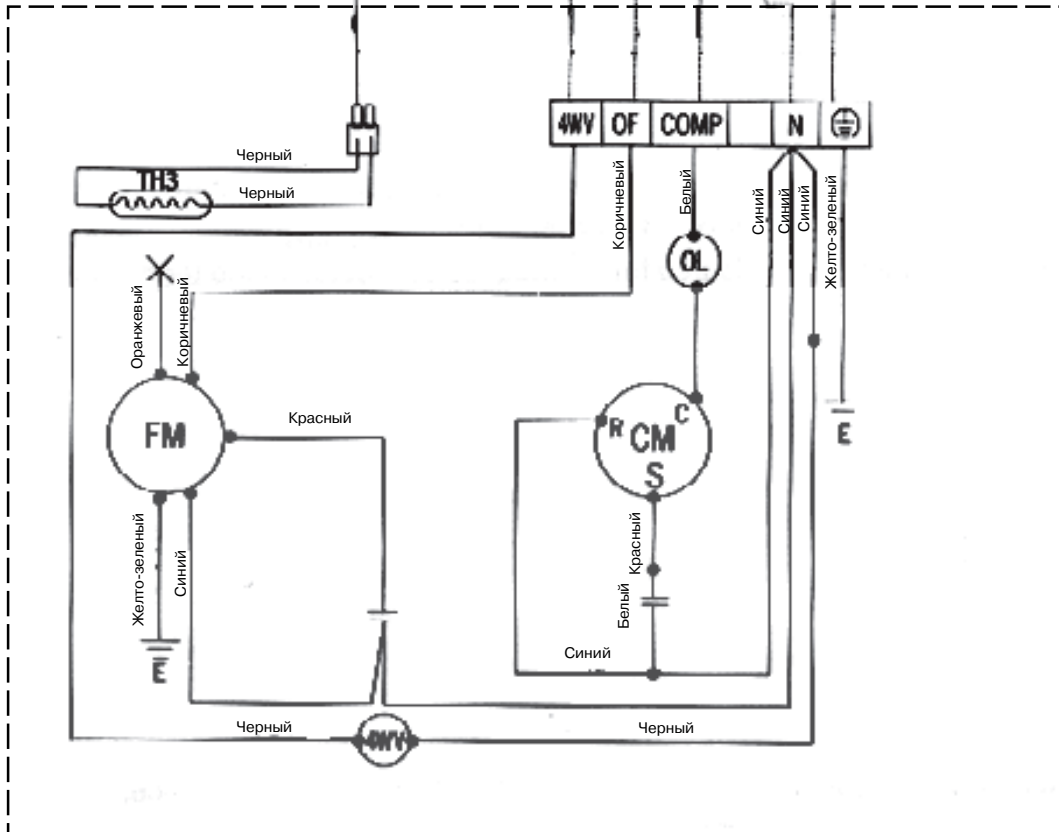 4WV OF COMP N
Черный
TH3
Черный
Коричневый
Белый
Синий
Синий
Синий
Желто-зеленый
OL
Оранжевый
Коричневый
FM
Красный
R
C
CM
S
E
Желто-зеленый
Синий
Красный
Белый
E
Синий
Черный
4WV
Черный